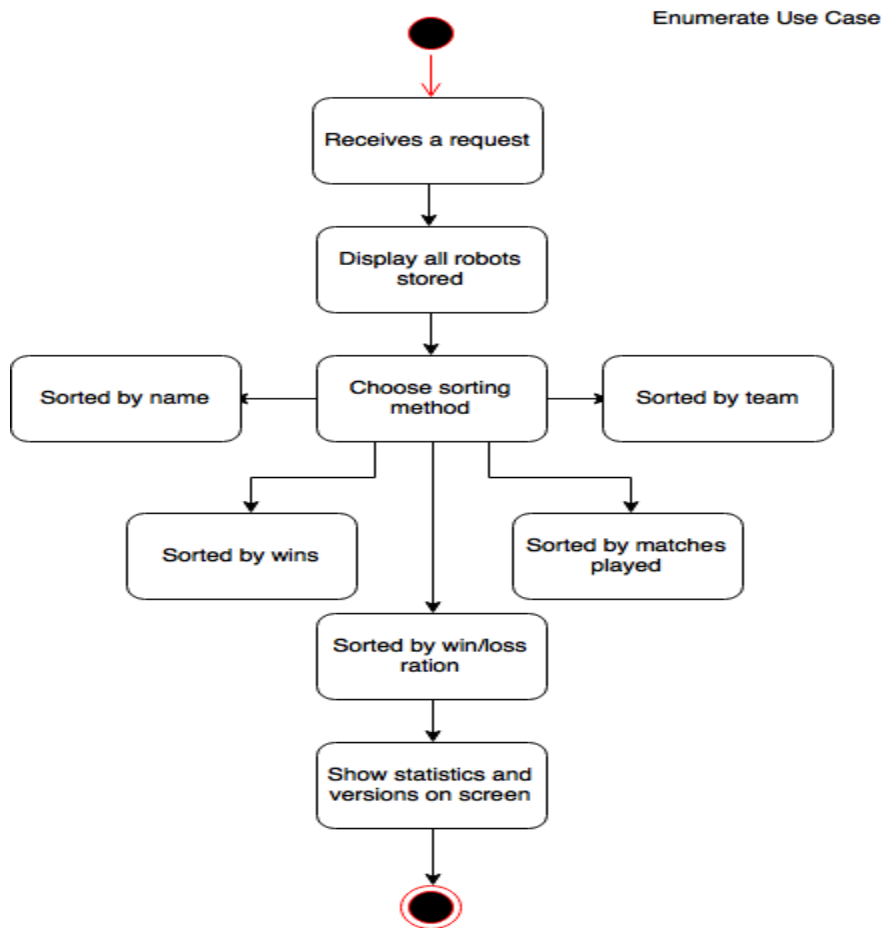 Enumerate Use Case
Receives a request
Display all robots
stored
Sorted by name
Choose sorting
method
Sorted by team
Sorted by wins
Sorted by matches
played
Sorted by win/loss
ration
Show statistics and
versions on screen